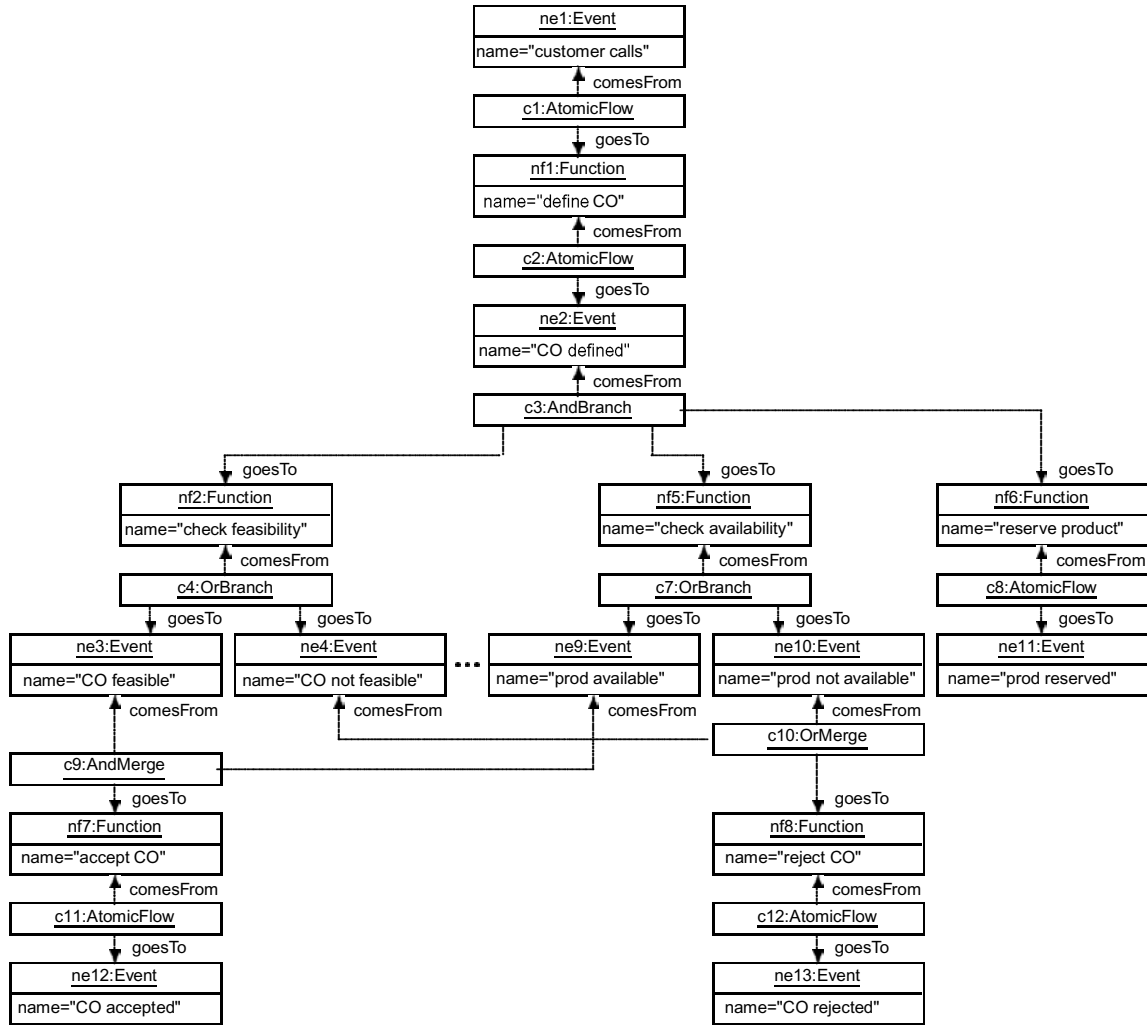 ne1:Event
name="customer calls"
comesFrom
c1:AtomicFlow
goesTo
nf1:Function
name="define CO"
comesFrom
c2:AtomicFlow
goesTo
ne2:Event
name="CO defined"
comesFrom
c3:AndBranch
goesTo goesTo goesTo
nf2:Function nf5:Function nf6:Function
name="check feasibility" name="check availability" name="reserve product"
comesFrom comesFrom comesFrom
c4:OrBranch c7:OrBranch c8:AtomicFlow
goesTo goesTo goesTo goesTo goesTo
ne3:Event ne4:Event ... ne9:Event ne10:Event ne11:Event
name="CO feasible" name="CO not feasible" name="prod available" name="prod not available" name="prod reserved"
comesFrom comesFrom comesFrom comesFrom
c10:OrMerge
c9:AndMerge
goesTo goesTo
nf7:Function nf8:Function
name="accept CO" name="reject CO"
comesFrom comesFrom
c11:AtomicFlow c12:AtomicFlow
goesTo goesTo
ne12:Event ne13:Event
name="CO accepted" name="CO rejected"